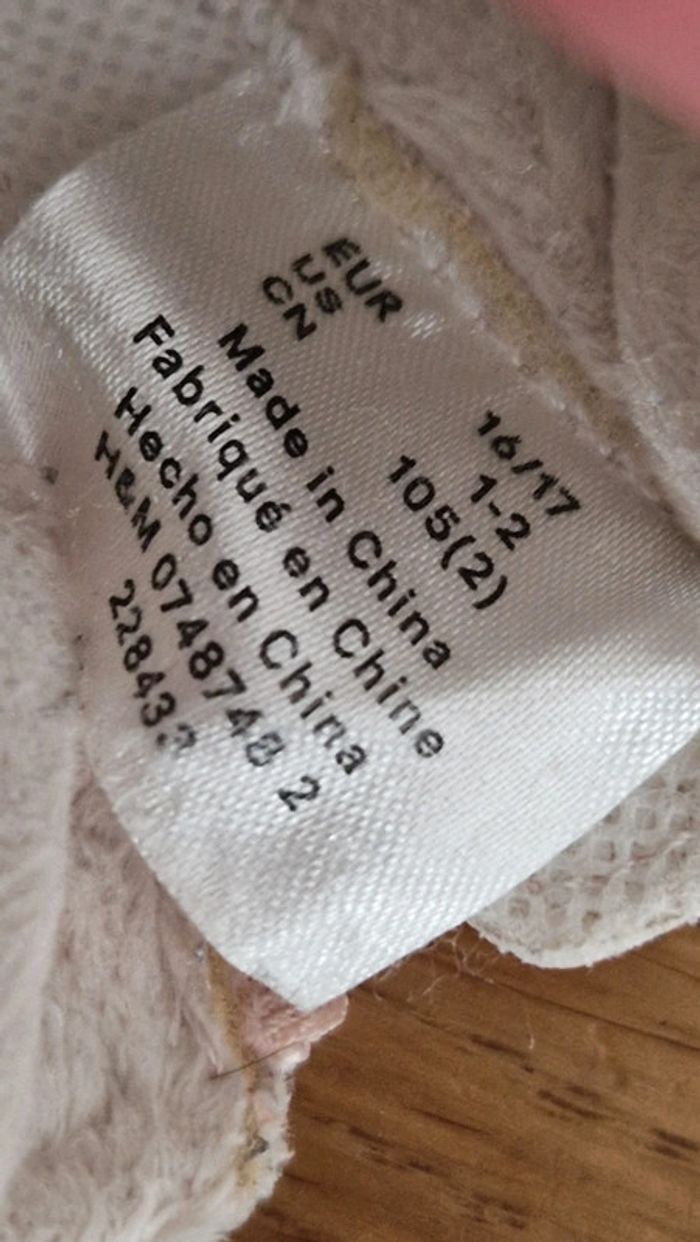 EUR 16/17
US 1-2
CN 105(2)
Made in China
Fabriqué en Chine
Hecho en China
H&M 0748748 2
22843